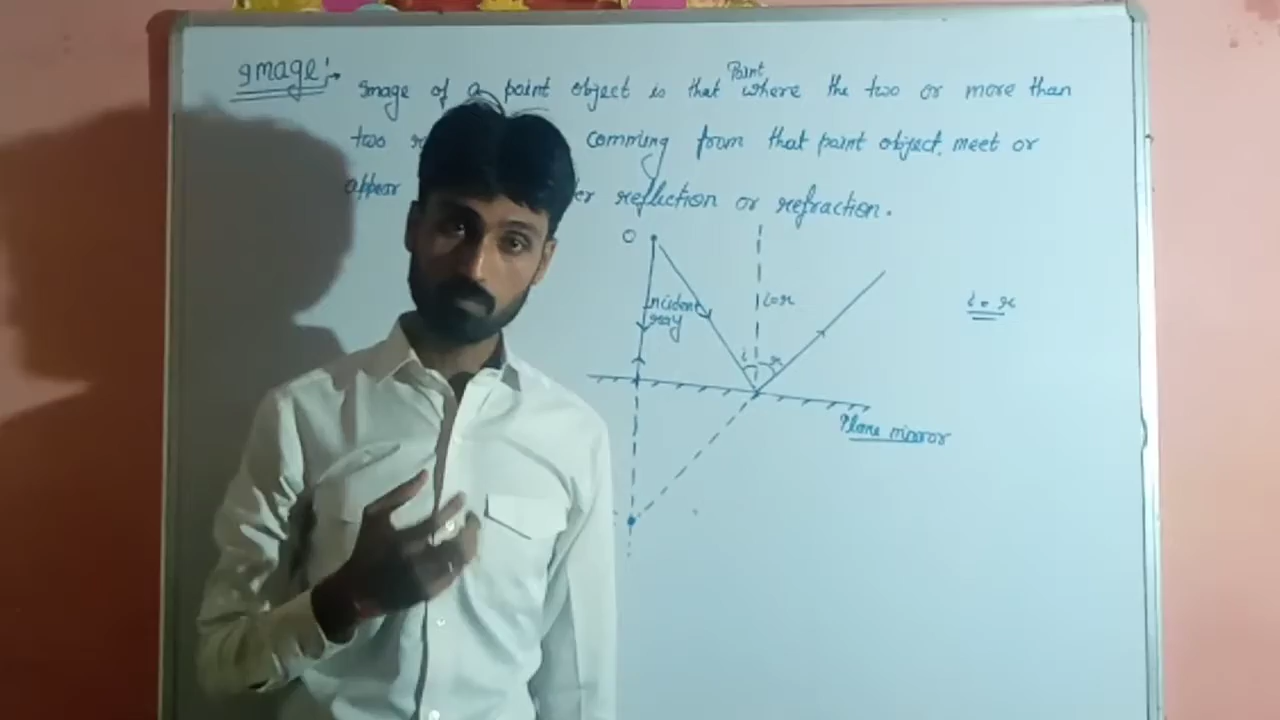 Image :→ Image of a point object is that where the two or more than
Point
two comming from that point object. meet or
appear reflection or refraction.
O
incident
ray
i=r
i r
i = r
Plane mirror